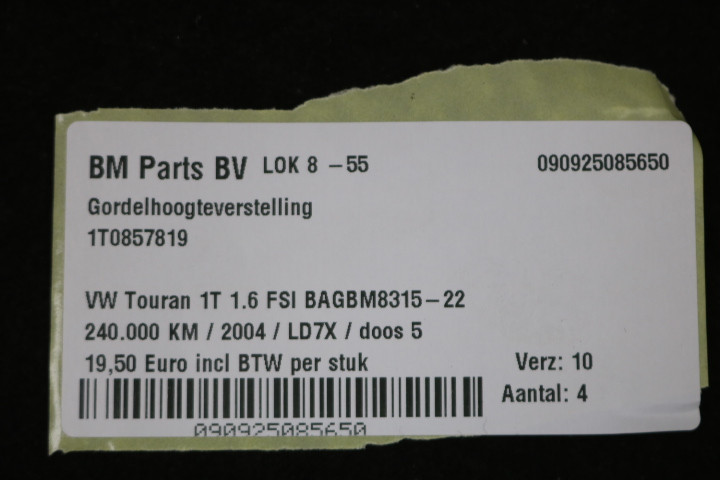 BM Parts BV LOK 8 -55 090925085650
Gordelhoogteverstelling
1T0857819
VW Touran 1T 1.6 FSI BAGBM8315-22
240.000 KM / 2004 / LD7X / doos 5
19,50 Euro incl BTW per stuk Verz: 10
Aantal: 4
090925085650